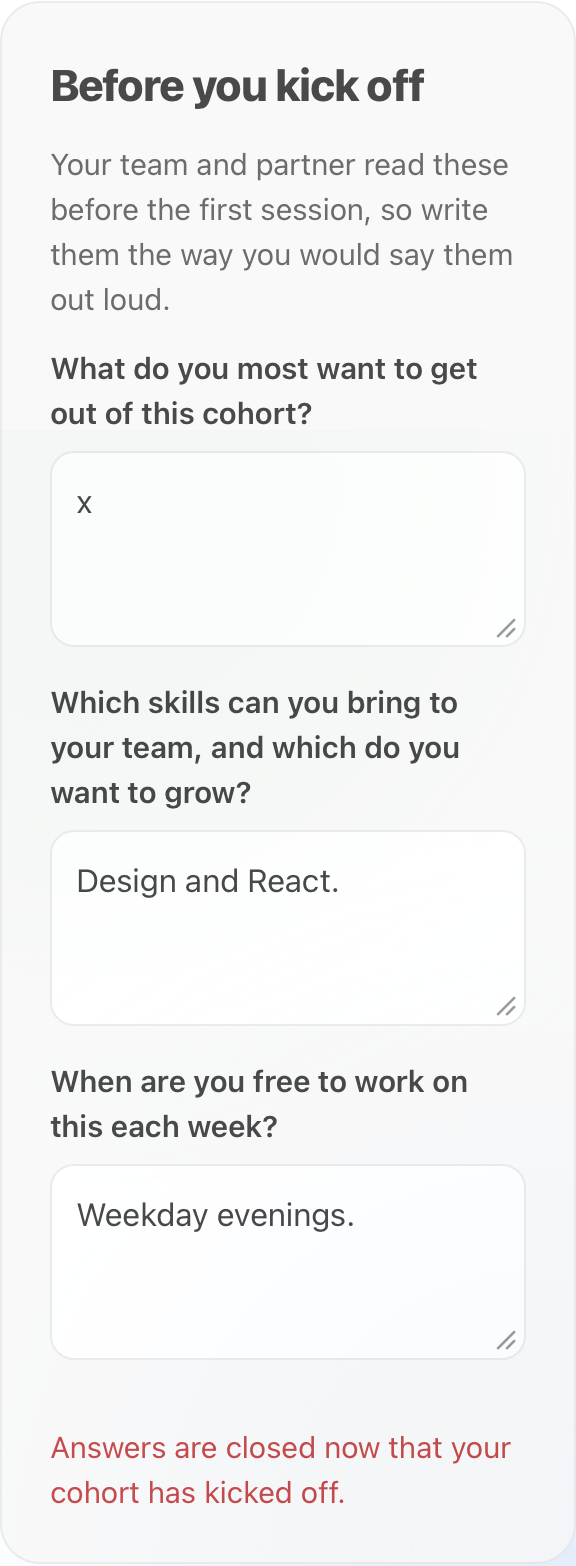 Before you kick off
Your team and partner read these
before the first session, so write
them the way you would say them
out loud.
What do you most want to get
out of this cohort?
x
Which skills can you bring to
your team, and which do you
want to grow?
Design and React.
When are you free to work on
this each week?
Weekday evenings.
Answers are closed now that your
cohort has kicked off.